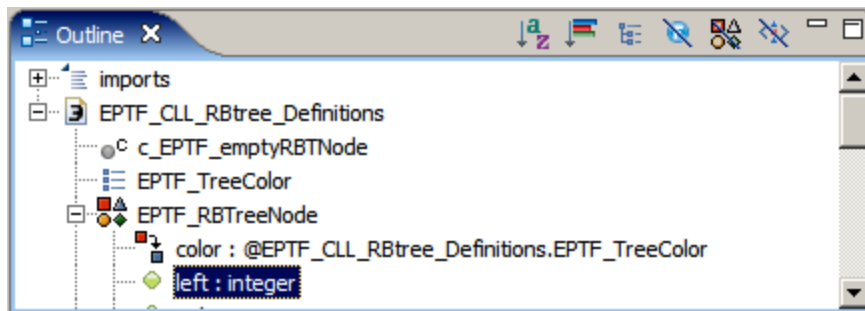 Outline
imports
EPTF_CLL_RBtree_Definitions
c_EPTF_emptyRBTNode
EPTF_TreeColor
EPTF_RBTreeNode
color : @EPTF_CLL_RBtree_Definitions.EPTF_TreeColor
left : integer